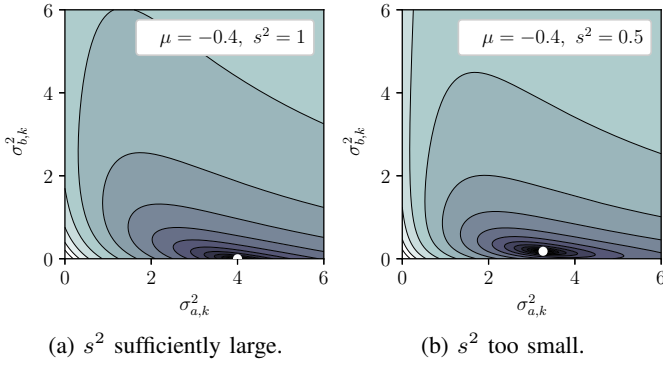 6
4
2
0
0 2 4 6
σ²_{b,k}
σ²_{a,k}
μ = −0.4, s² = 1
(a) s² sufficiently large.
6
4
2
0
0 2 4 6
σ²_{b,k}
σ²_{a,k}
μ = −0.4, s² = 0.5
(b) s² too small.